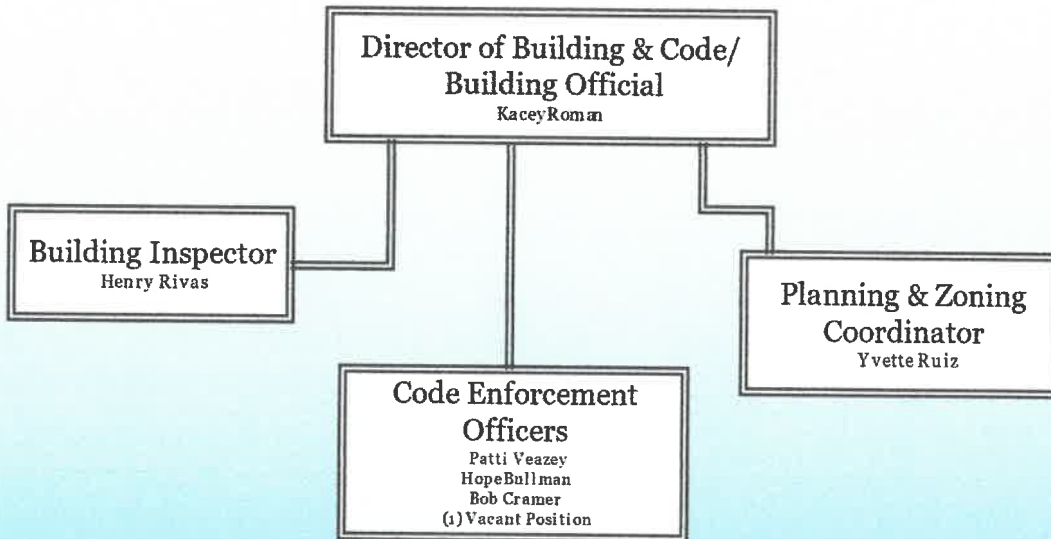 Director of Building & Code/
Building Official
KaceyRoman
Building Inspector
Henry Rivas
Planning & Zoning
Coordinator
Yvette Ruiz
Code Enforcement
Officers
Patti Veazey
HopeBullman
Bob Cramer
(1)Vacant Position